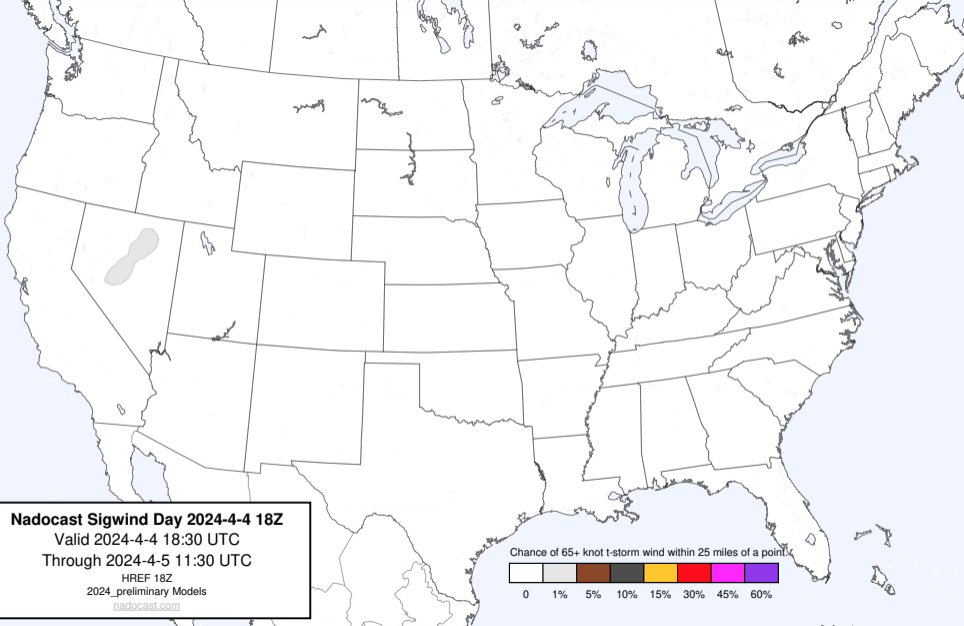 Nadocast Sigwind Day 2024-4-4 18Z
Valid 2024-4-4 18:30 UTC
Through 2024-4-5 11:30 UTC
HREF 18Z
2024_preliminary Models
nadocast.com
Chance of 65+ knot t-storm wind within 25 miles of a point.
0 1% 5% 10% 15% 30% 45% 60%